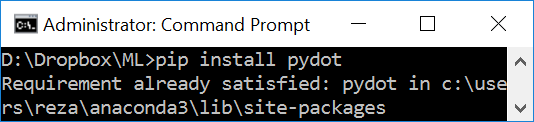 Administrator: Command Prompt
D:\Dropbox\ML>pip install pydot
Requirement already satisfied: pydot in c:\use
rs\reza\anaconda3\lib\site-packages